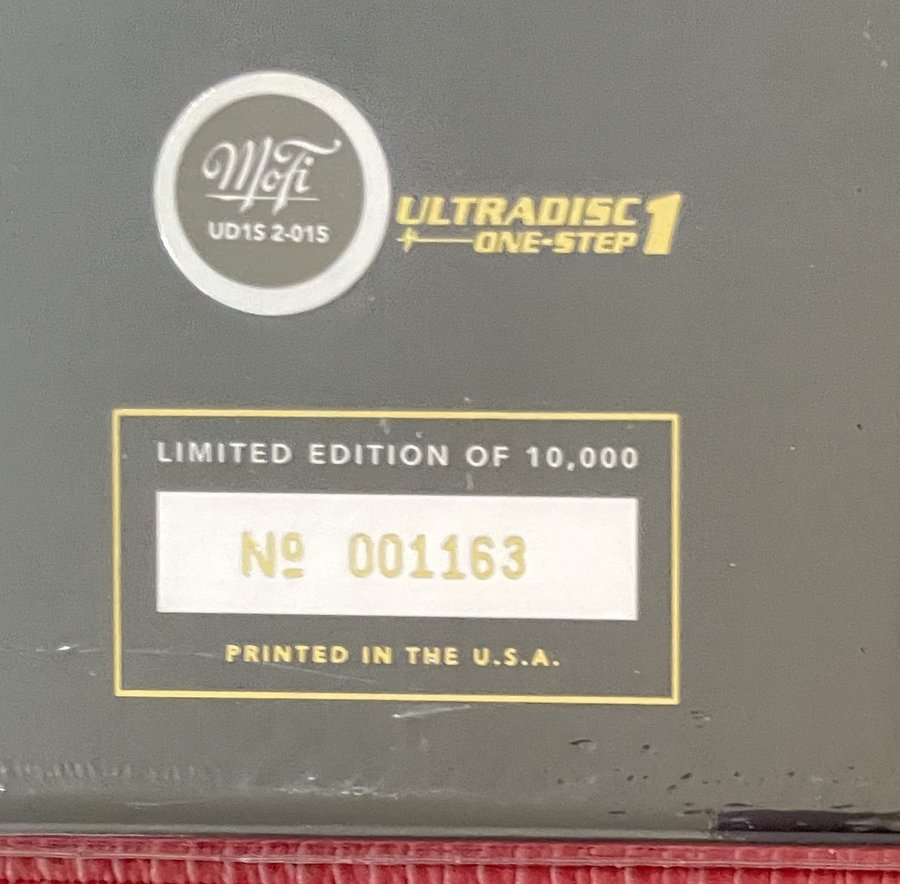 MoFi
UD1S 2-015
ULTRADISC 1
ONE-STEP
LIMITED EDITION OF 10,000
Nº 001163
PRINTED IN THE U.S.A.